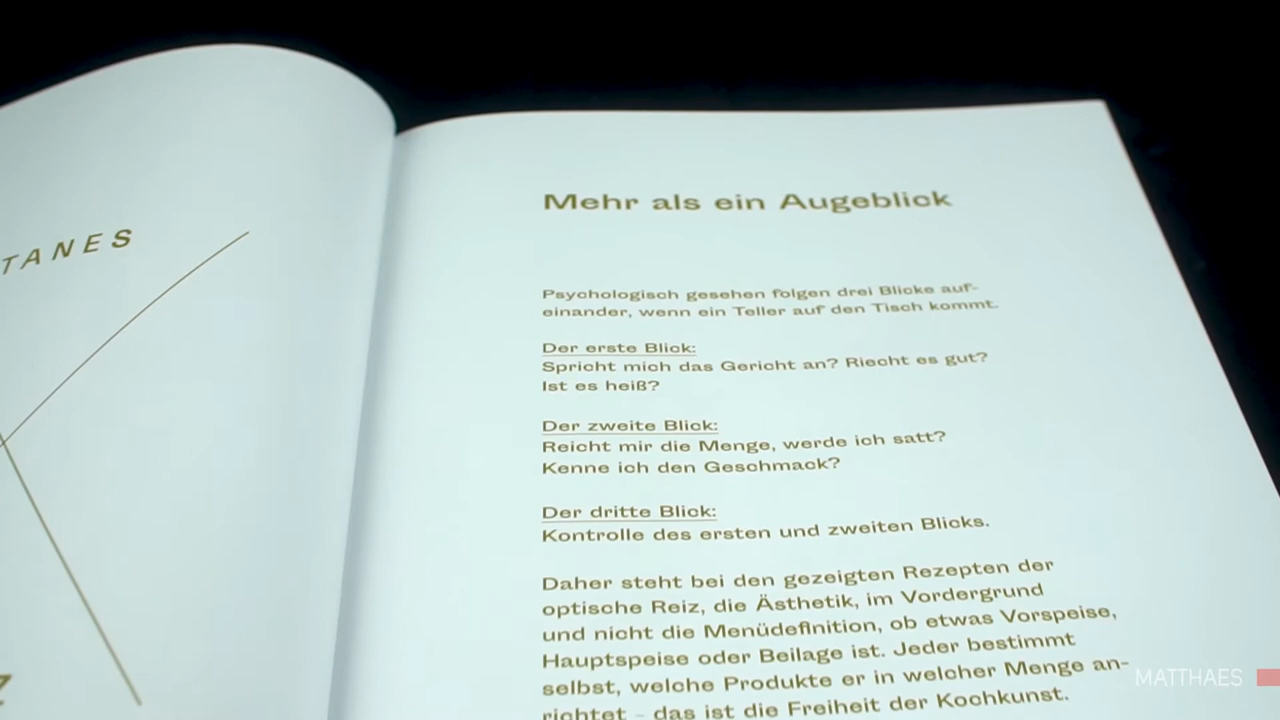 TANES
Mehr als ein Augeblick
Psychologisch gesehen folgen drei Blicke auf-
einander, wenn ein Teller auf den Tisch kommt.
Der erste Blick:
Spricht mich das Gericht an? Riecht es gut?
Ist es heiß?
Der zweite Blick:
Reicht mir die Menge, werde ich satt?
Kenne ich den Geschmack?
Der dritte Blick:
Kontrolle des ersten und zweiten Blicks.
Daher steht bei den gezeigten Rezepten der
optische Reiz, die Ästhetik, im Vordergrund
und nicht die Menüdefinition, ob etwas Vorspeise,
Hauptspeise oder Beilage ist. Jeder bestimmt
selbst, welche Produkte er in welcher Menge an-
richtet – das ist die Freiheit der Kochkunst.
MATTHAES